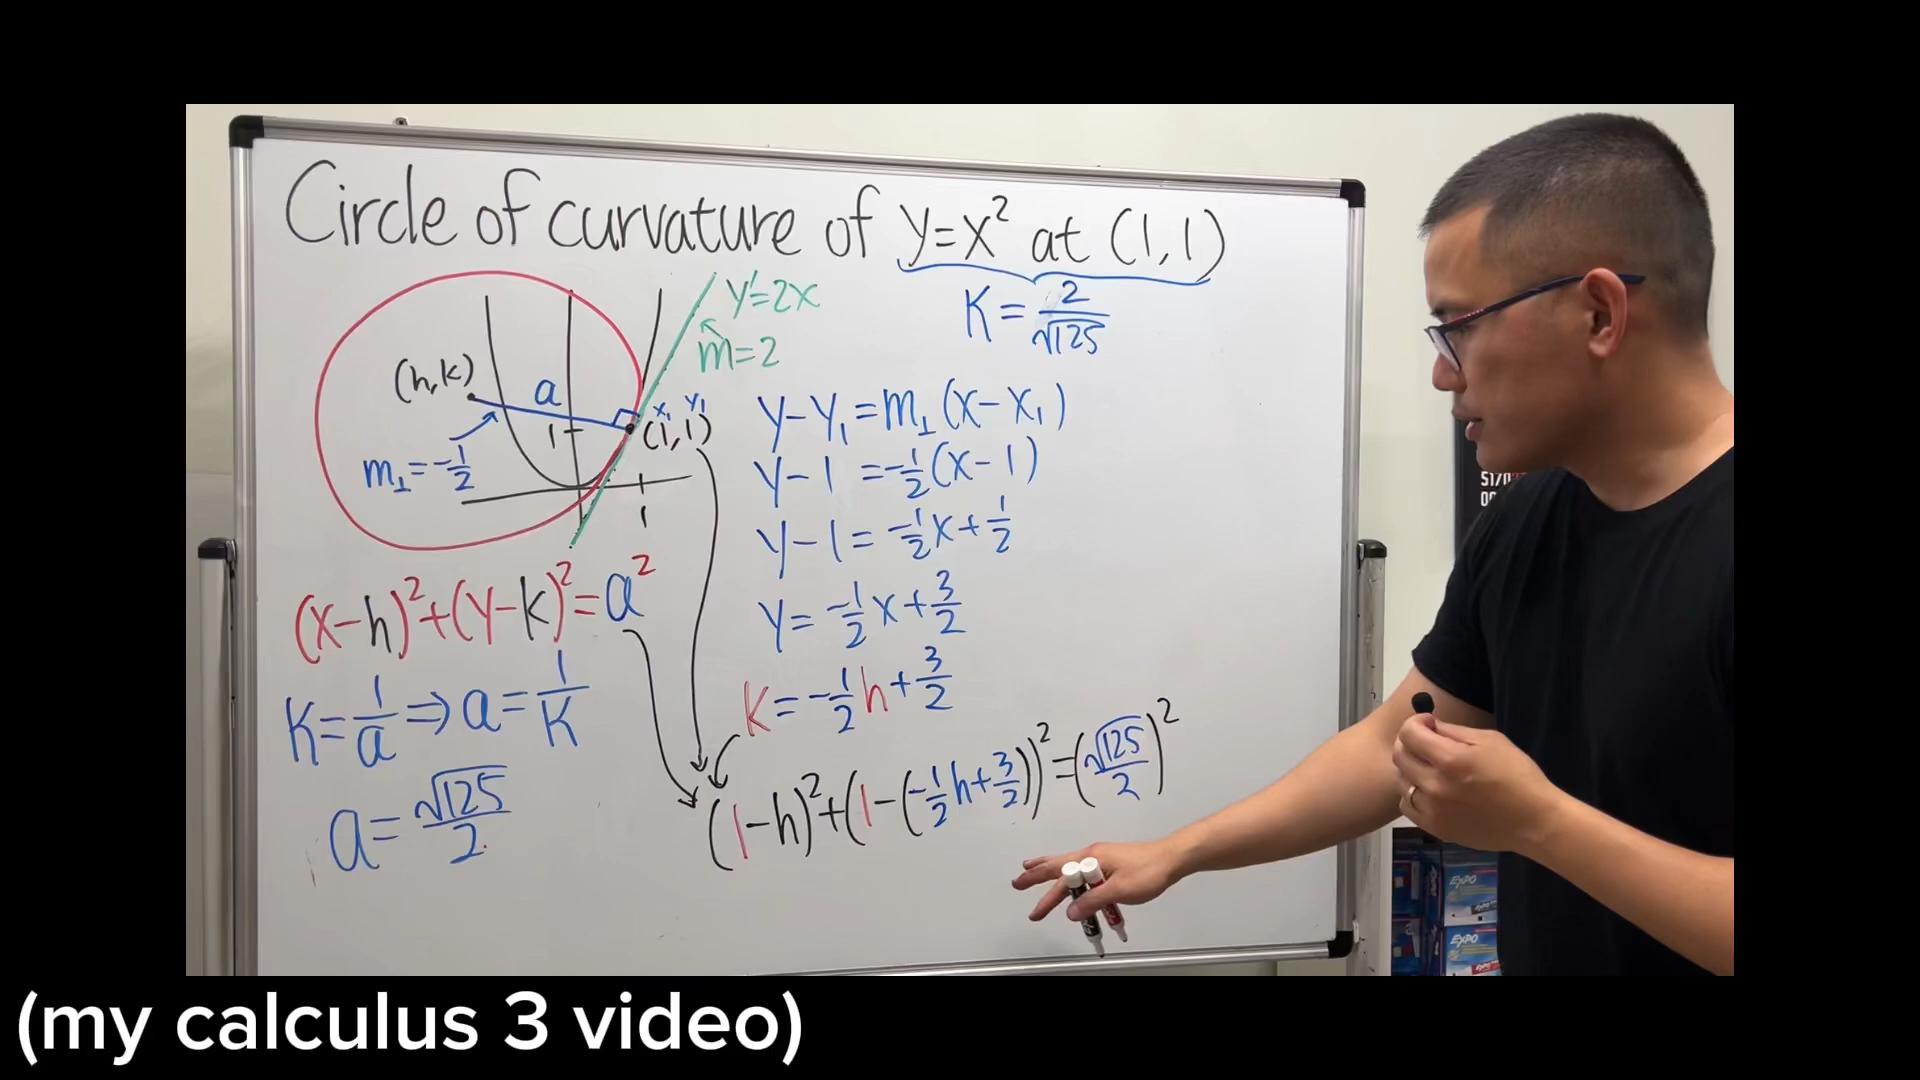 Circle of curvature of y=x² at (1,1)
K=2/√125
y'=2x
m=2
(h,k)
a
x₁ y₁
(1,1)
1
1
m⊥=-1/2
(x-h)²+(y-k)²=a²
K=1/a⇒a=1/K
a=√125/2
y-y₁=m⊥(x-x₁)
y-1=-1/2(x-1)
y-1=-1/2x+1/2
y=-1/2x+3/2
k=-1/2h+3/2
(1-h)²+(1-(-1/2h+3/2))²=(√125/2)²
EXPO
EXPO
(my calculus 3 video)